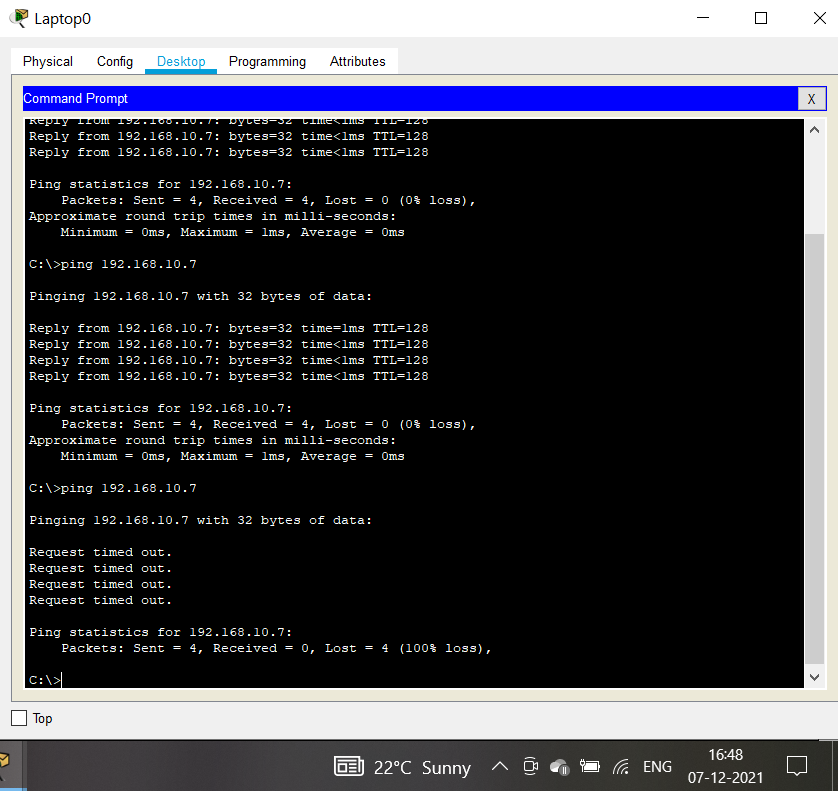 Laptop0
Physical Config Desktop Programming Attributes
Command Prompt X
Reply from 192.168.10.7: bytes=32 time<1ms TTL=128
Reply from 192.168.10.7: bytes=32 time<1ms TTL=128
Reply from 192.168.10.7: bytes=32 time<1ms TTL=128
Ping statistics for 192.168.10.7:
Packets: Sent = 4, Received = 4, Lost = 0 (0% loss),
Approximate round trip times in milli-seconds:
Minimum = 0ms, Maximum = 1ms, Average = 0ms
C:\>ping 192.168.10.7
Pinging 192.168.10.7 with 32 bytes of data:
Reply from 192.168.10.7: bytes=32 time=1ms TTL=128
Reply from 192.168.10.7: bytes=32 time<1ms TTL=128
Reply from 192.168.10.7: bytes=32 time<1ms TTL=128
Reply from 192.168.10.7: bytes=32 time<1ms TTL=128
Ping statistics for 192.168.10.7:
Packets: Sent = 4, Received = 4, Lost = 0 (0% loss),
Approximate round trip times in milli-seconds:
Minimum = 0ms, Maximum = 1ms, Average = 0ms
C:\>ping 192.168.10.7
Pinging 192.168.10.7 with 32 bytes of data:
Request timed out.
Request timed out.
Request timed out.
Request timed out.
Ping statistics for 192.168.10.7:
Packets: Sent = 4, Received = 0, Lost = 4 (100% loss),
C:\>
Top
22°C Sunny ENG 16:48
07-12-2021